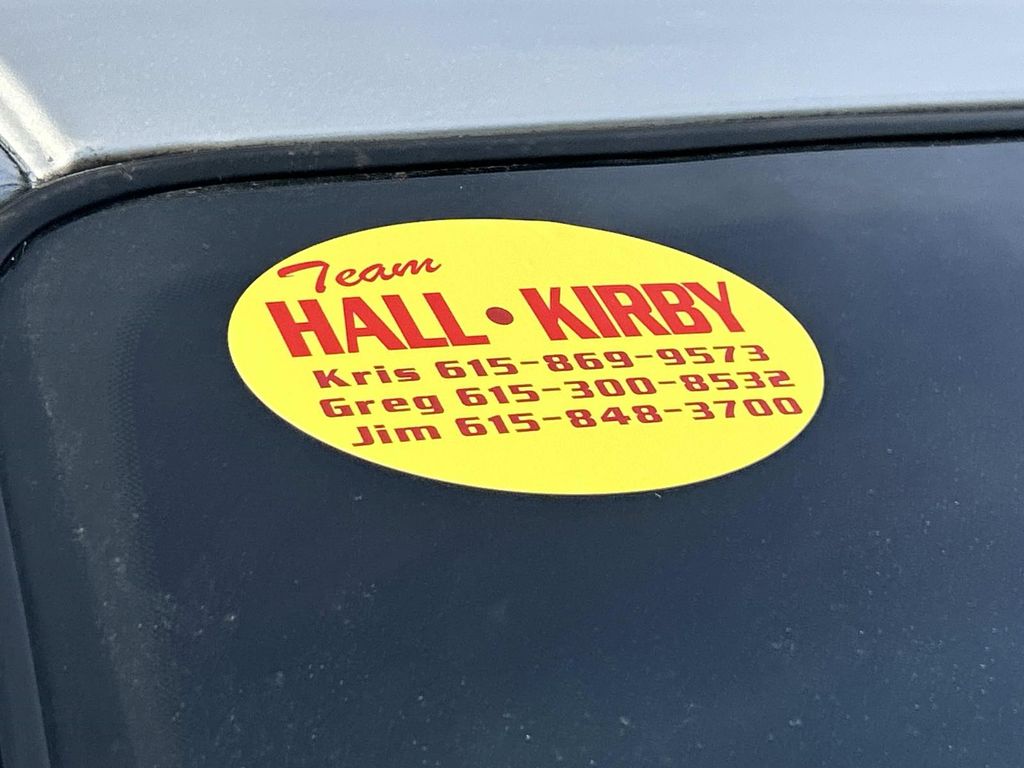 Team
HALL • KIRBY
Kris 615-869-9573
Greg 615-300-8532
Jim 615-848-3700